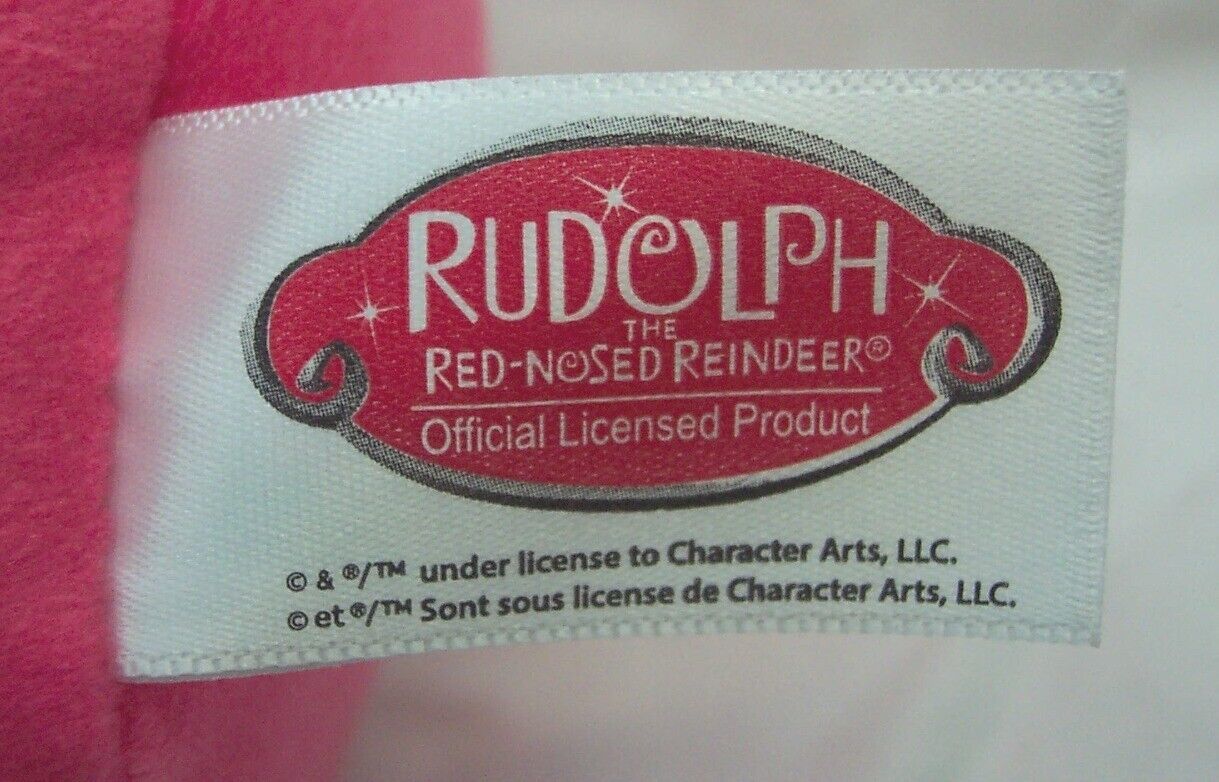 RUDOLPH
THE
RED-NOSED REINDEER®
Official Licensed Product
© & ®/™ under license to Character Arts, LLC.
© et ®/™ Sont sous license de Character Arts, LLC.